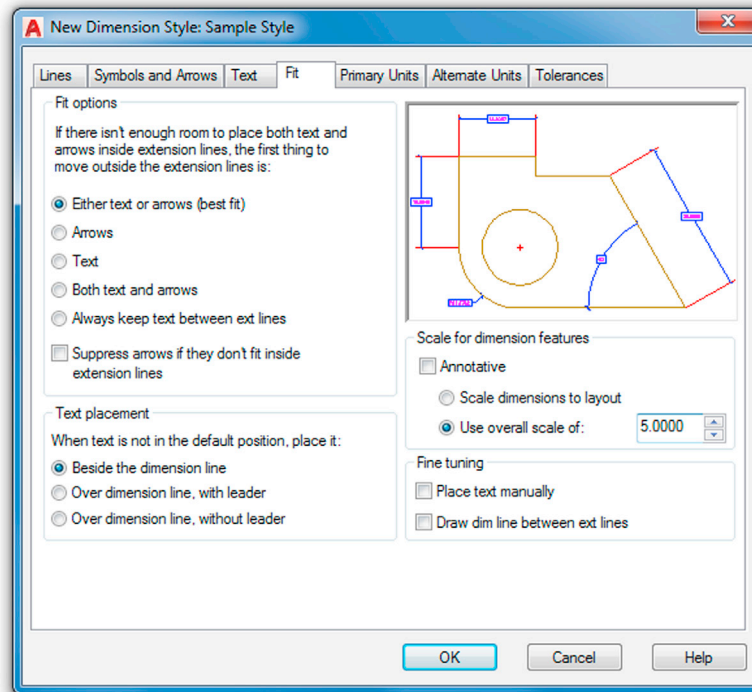 A New Dimension Style: Sample Style
Lines Symbols and Arrows Text Fit Primary Units Alternate Units Tolerances
Fit options
If there isn't enough room to place both text and
arrows inside extension lines, the first thing to
move outside the extension lines is:
Either text or arrows (best fit)
Arrows
Text
Both text and arrows
Always keep text between ext lines
Suppress arrows if they don't fit inside
extension lines
Text placement
When text is not in the default position, place it:
Beside the dimension line
Over dimension line, with leader
Over dimension line, without leader
Scale for dimension features
Annotative
Scale dimensions to layout
Use overall scale of: 5.0000
Fine tuning
Place text manually
Draw dim line between ext lines
OK Cancel Help